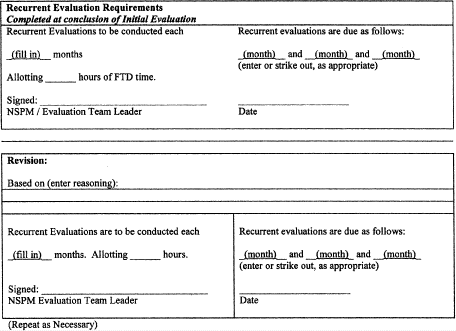 Recurrent Evaluation Requirements
Completed at conclusion of Initial Evaluation
Recurrent Evaluations to be conducted each
(fill in) months
Allotting ______ hours of FTD time.
Signed: ______________________
NSPM / Evaluation Team Leader
Recurrent evaluations are due as follows:
(month) and (month) and (month)
(enter or strike out, as appropriate)
______________________
Date
Revision:
Based on (enter reasoning):
Recurrent Evaluations are to be conducted each
(fill in) months. Allotting ______ hours.
Signed: ______________________
NSPM Evaluation Team Leader
Recurrent evaluations are due as follows:
(month) and (month) and (month)
(enter or strike out, as appropriate)
______________________
Date
(Repeat as Necessary)